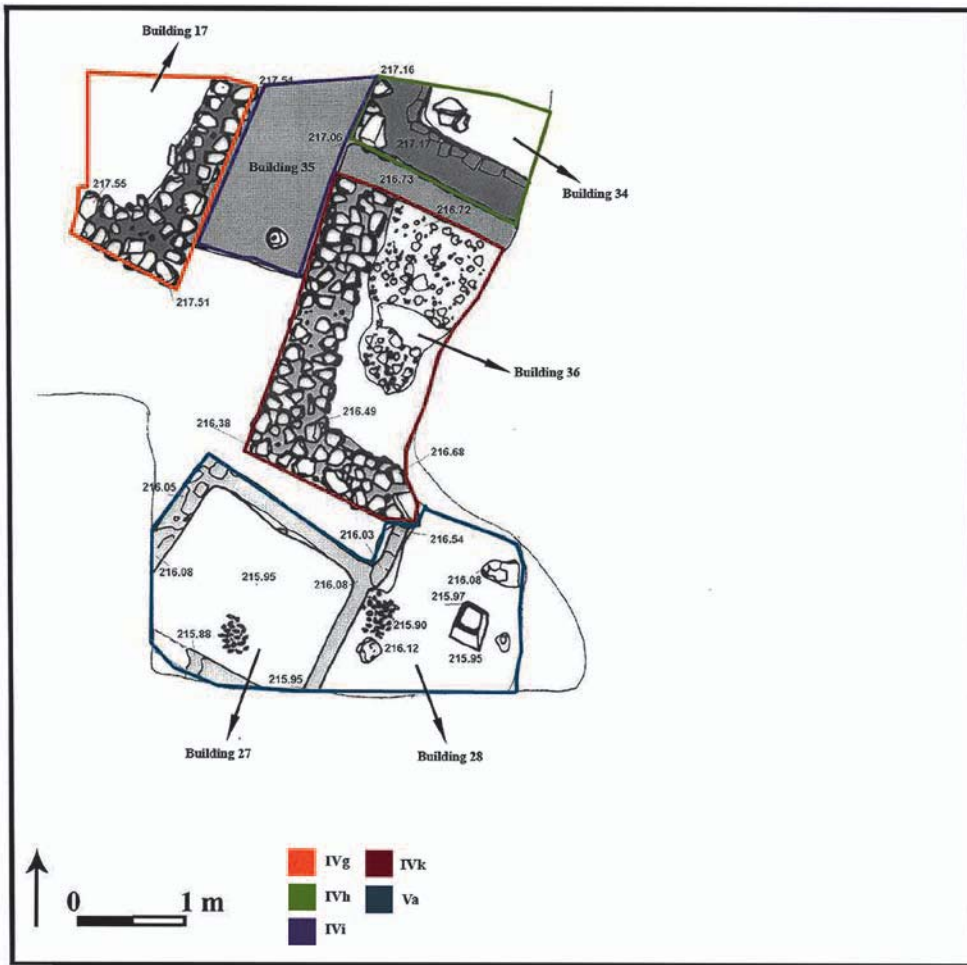 Building 17
217.54
217.16
217.06
217.17
Building 35
Building 34
217.55
216.73
216.72
217.51
Building 36
216.49
216.38
216.68
216.05
216.03
216.54
216.08
215.95
216.08
216.08
215.97
215.90
215.88
216.12
215.95
215.95
Building 27
Building 28
0 1 m
IVg IVk
IVh Va
IVi